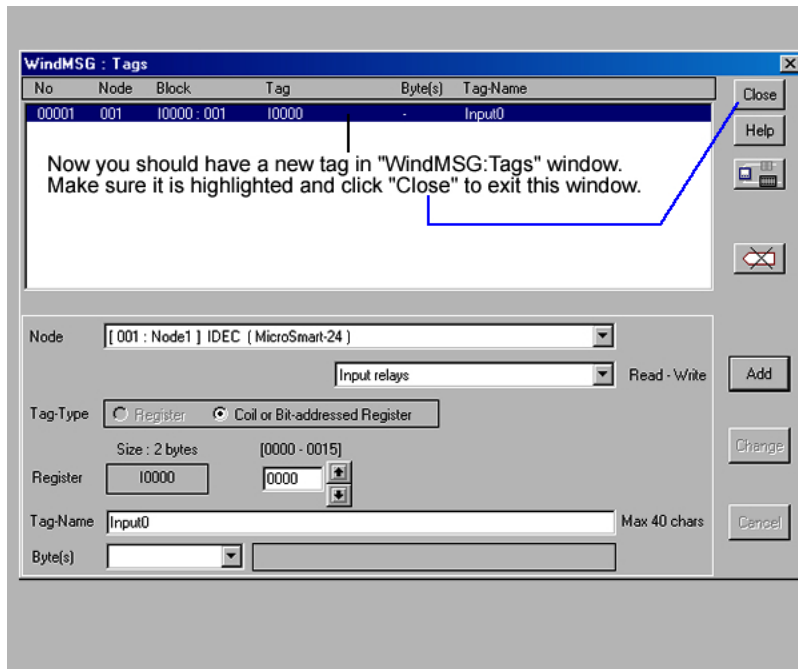 WindMSG : Tags
No Node Block Tag Byte(s) Tag-Name
Close
00001 001 I0000 : 001 I0000 - Input0
Help
Now you should have a new tag in "WindMSG:Tags" window.
Make sure it is highlighted and click "Close" to exit this window.
Node [ 001 : Node1 ] IDEC ( MicroSmart-24 )
Input relays Read - Write Add
Tag-Type Register Coil or Bit-addressed Register
Change
Size : 2 bytes [0000 - 0015]
Register I0000 0000
Tag-Name Input0 Max 40 chars Cancel
Byte(s)